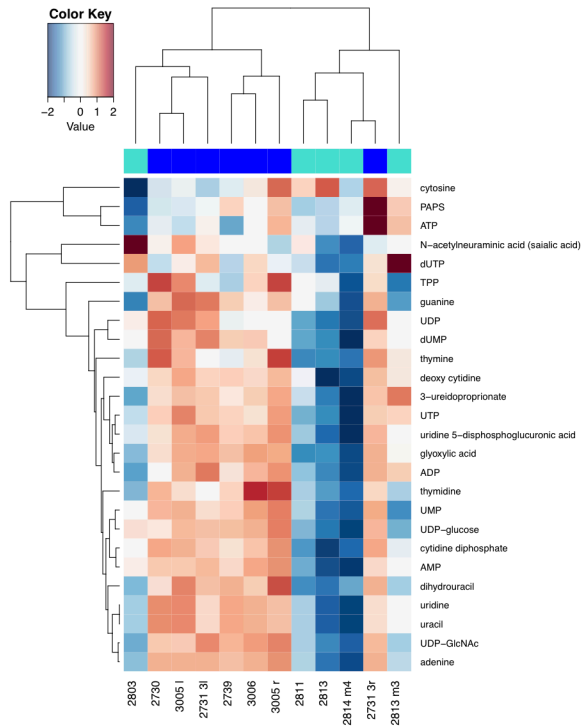 Color Key
−2 −1 0 1 2
Value
cytosine
PAPS
ATP
N−acetylneuraminic acid (saialic acid)
dUTP
TPP
guanine
UDP
dUMP
thymine
deoxy cytidine
3−ureidoproprionate
UTP
uridine 5−disphosphoglucuronic acid
glyoxylic acid
ADP
thymidine
UMP
UDP−glucose
cytidine diphosphate
AMP
dihydrouracil
uridine
uracil
UDP−GlcNAc
adenine
2803
2730
3005 l
2731 3l
2739
3006
3005 r
2811
2813
2814 m4
2731 3r
2813 m3